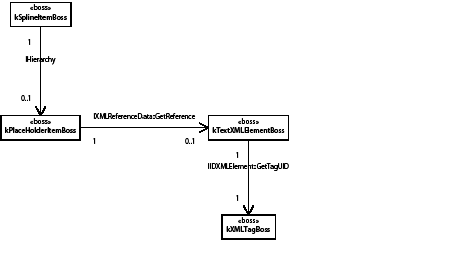 «boss»
kSplineItemBoss
1
IHierarchy
0..1
«boss»
kPlaceHolderItemBoss
IXMLReferenceData::GetReference
1
0..1
«boss»
kTextXMLElementBoss
1
IIDXMLElement::GetTagUID
1
«boss»
kXMLTagBoss